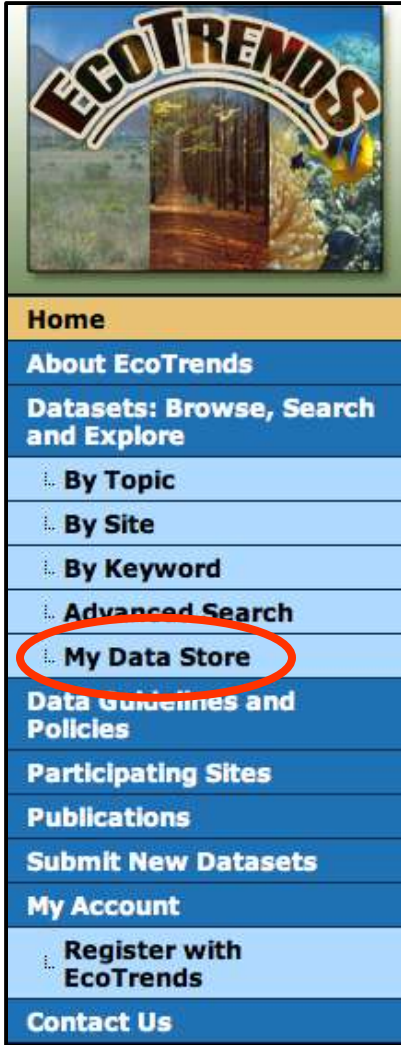 ECOTRENDS
Home
About EcoTrends
Datasets: Browse, Search
and Explore
By Topic
By Site
By Keyword
Advanced Search
My Data Store
Data Guidelines and
Policies
Participating Sites
Publications
Submit New Datasets
My Account
Register with
EcoTrends
Contact Us